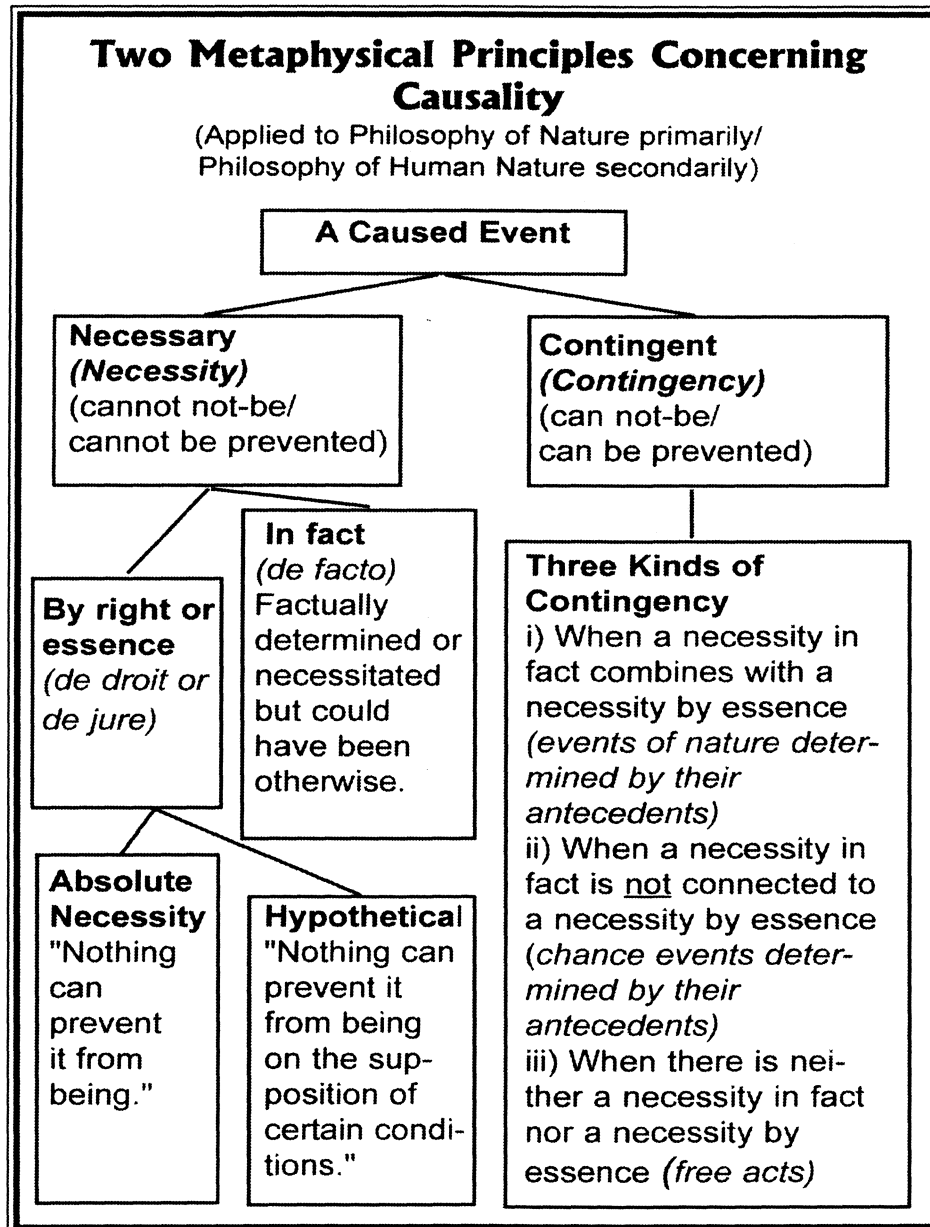 Two Metaphysical Principles Concerning
Causality
(Applied to Philosophy of Nature primarily/
Philosophy of Human Nature secondarily)
A Caused Event
Necessary
(Necessity)
(cannot not-be/
cannot be prevented)
Contingent
(Contingency)
(can not-be/
can be prevented)
By right or
essence
(de droit or
de jure)
In fact
(de facto)
Factually
determined or
necessitated
but could
have been
otherwise.
Three Kinds of
Contingency
i) When a necessity in
fact combines with a
necessity by essence
(events of nature deter-
mined by their
antecedents)
ii) When a necessity in
fact is not connected to
a necessity by essence
(chance events deter-
mined by their
antecedents)
iii) When there is nei-
ther a necessity in fact
nor a necessity by
essence (free acts)
Absolute
Necessity
"Nothing
can
prevent
it from
being."
Hypothetical
"Nothing can
prevent it
from being
on the sup-
position of
certain condi-
tions."